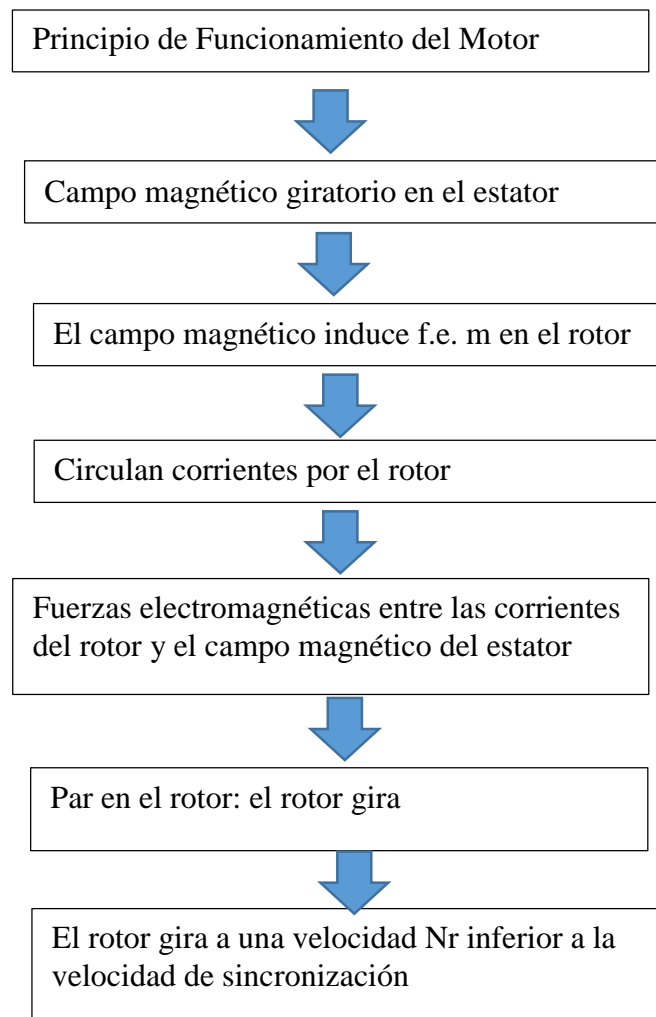 Principio de Funcionamiento del Motor
Campo magnético giratorio en el estator
El campo magnético induce f.e. m en el rotor
Circulan corrientes por el rotor
Fuerzas electromagnéticas entre las corrientes
del rotor y el campo magnético del estator
Par en el rotor: el rotor gira
El rotor gira a una velocidad Nr inferior a la
velocidad de sincronización